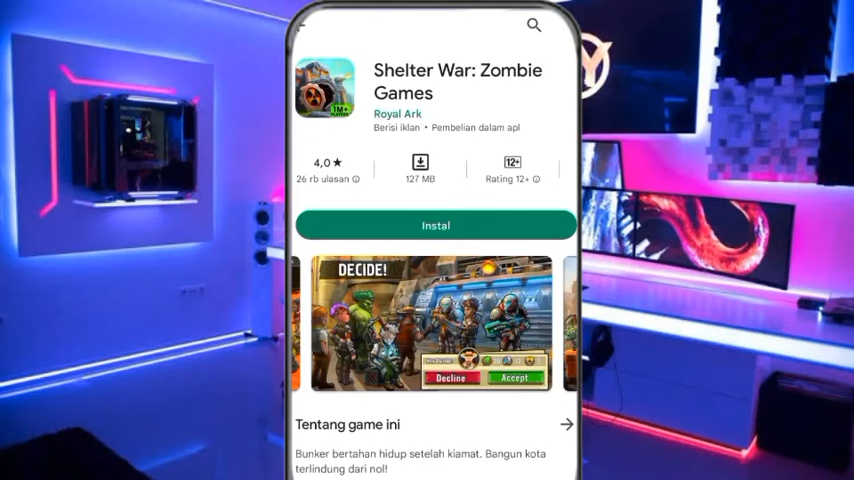 Shelter War: Zombie
Games
Royal Ark
Berisi iklan • Pembelian dalam apl
1M+
PLAYERS
4,0★
26 rb ulasan
127 MB
12+
Rating 12+
Instal
DECIDE!
Decline
Accept
Tentang game ini
Bunker bertahan hidup setelah kiamat. Bangun kota
terlindung dari nol!